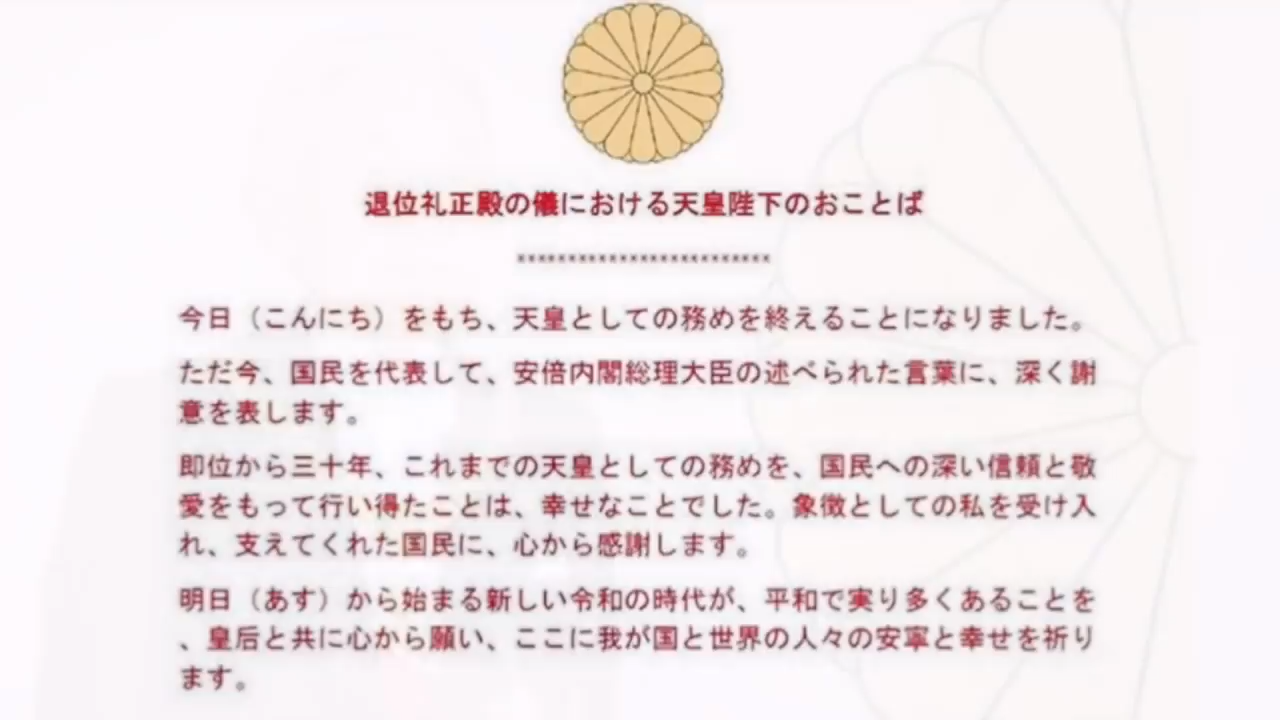 退位礼正殿の儀における天皇陛下のおことば
*************************
今日（こんにち）をもち、天皇としての務めを終えることになりました。
ただ今、国民を代表して、安倍内閣総理大臣の述べられた言葉に、深く謝
意を表します。
即位から三十年、これまでの天皇としての務めを、国民への深い信頼と敬
愛をもって行い得たことは、幸せなことでした。象徴としての私を受け入
れ、支えてくれた国民に、心から感謝します。
明日（あす）から始まる新しい令和の時代が、平和で実り多くあることを
、皇后と共に心から願い、ここに我が国と世界の人々の安寧と幸せを祈り
ます。